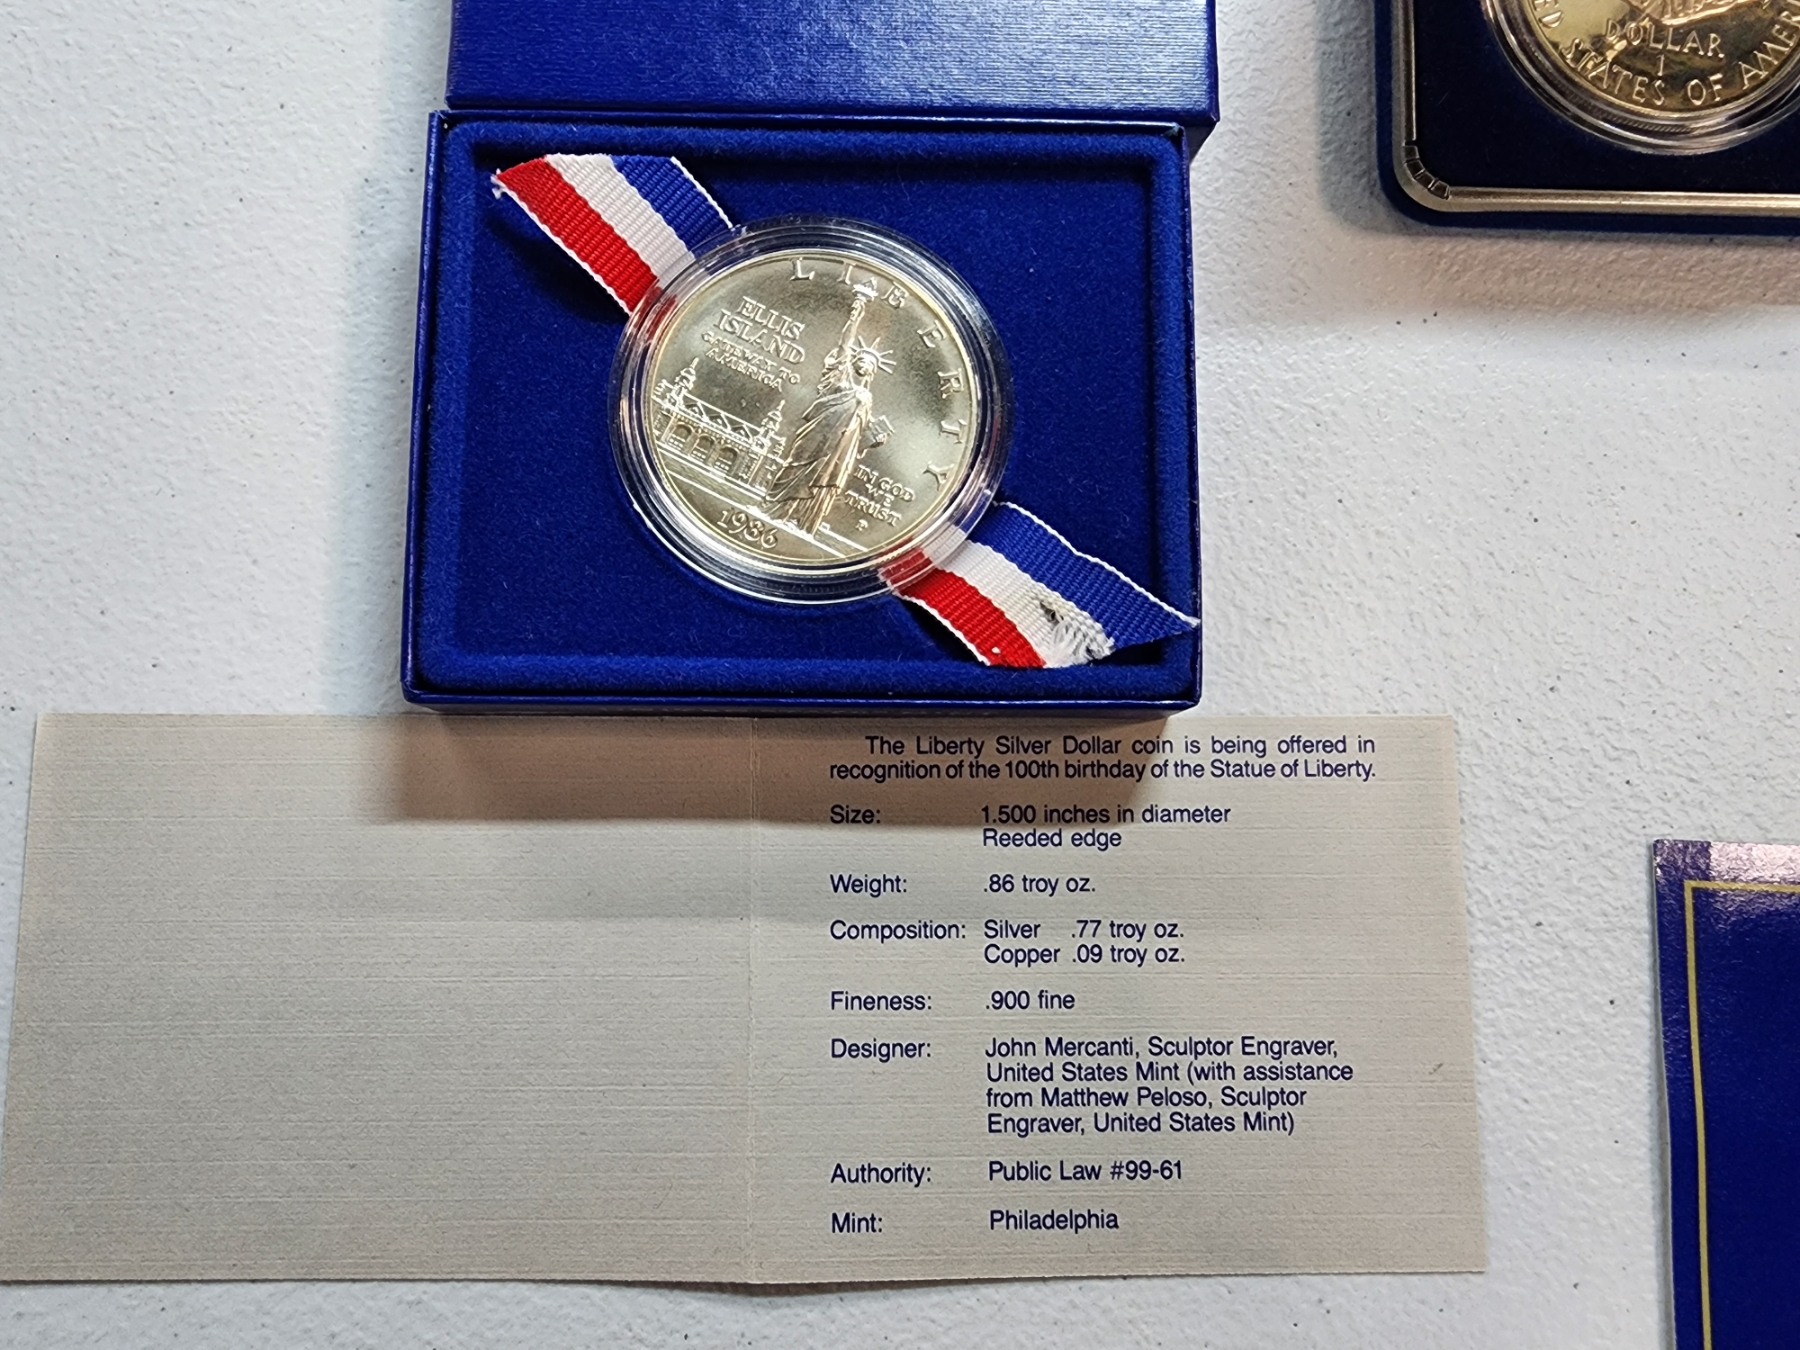 ED STATES OF AMER
DOLLAR
1
LIBERTY
ELLIS
ISLAND
GATEWAY TO
AMERICA
IN GOD
WE
TRUST
P
1986
The Liberty Silver Dollar coin is being offered in
recognition of the 100th birthday of the Statue of Liberty.
Size: 1.500 inches in diameter
Reeded edge
Weight: .86 troy oz.
Composition: Silver .77 troy oz.
Copper .09 troy oz.
Fineness: .900 fine
Designer: John Mercanti, Sculptor Engraver,
United States Mint (with assistance
from Matthew Peloso, Sculptor
Engraver, United States Mint)
Authority: Public Law #99-61
Mint: Philadelphia